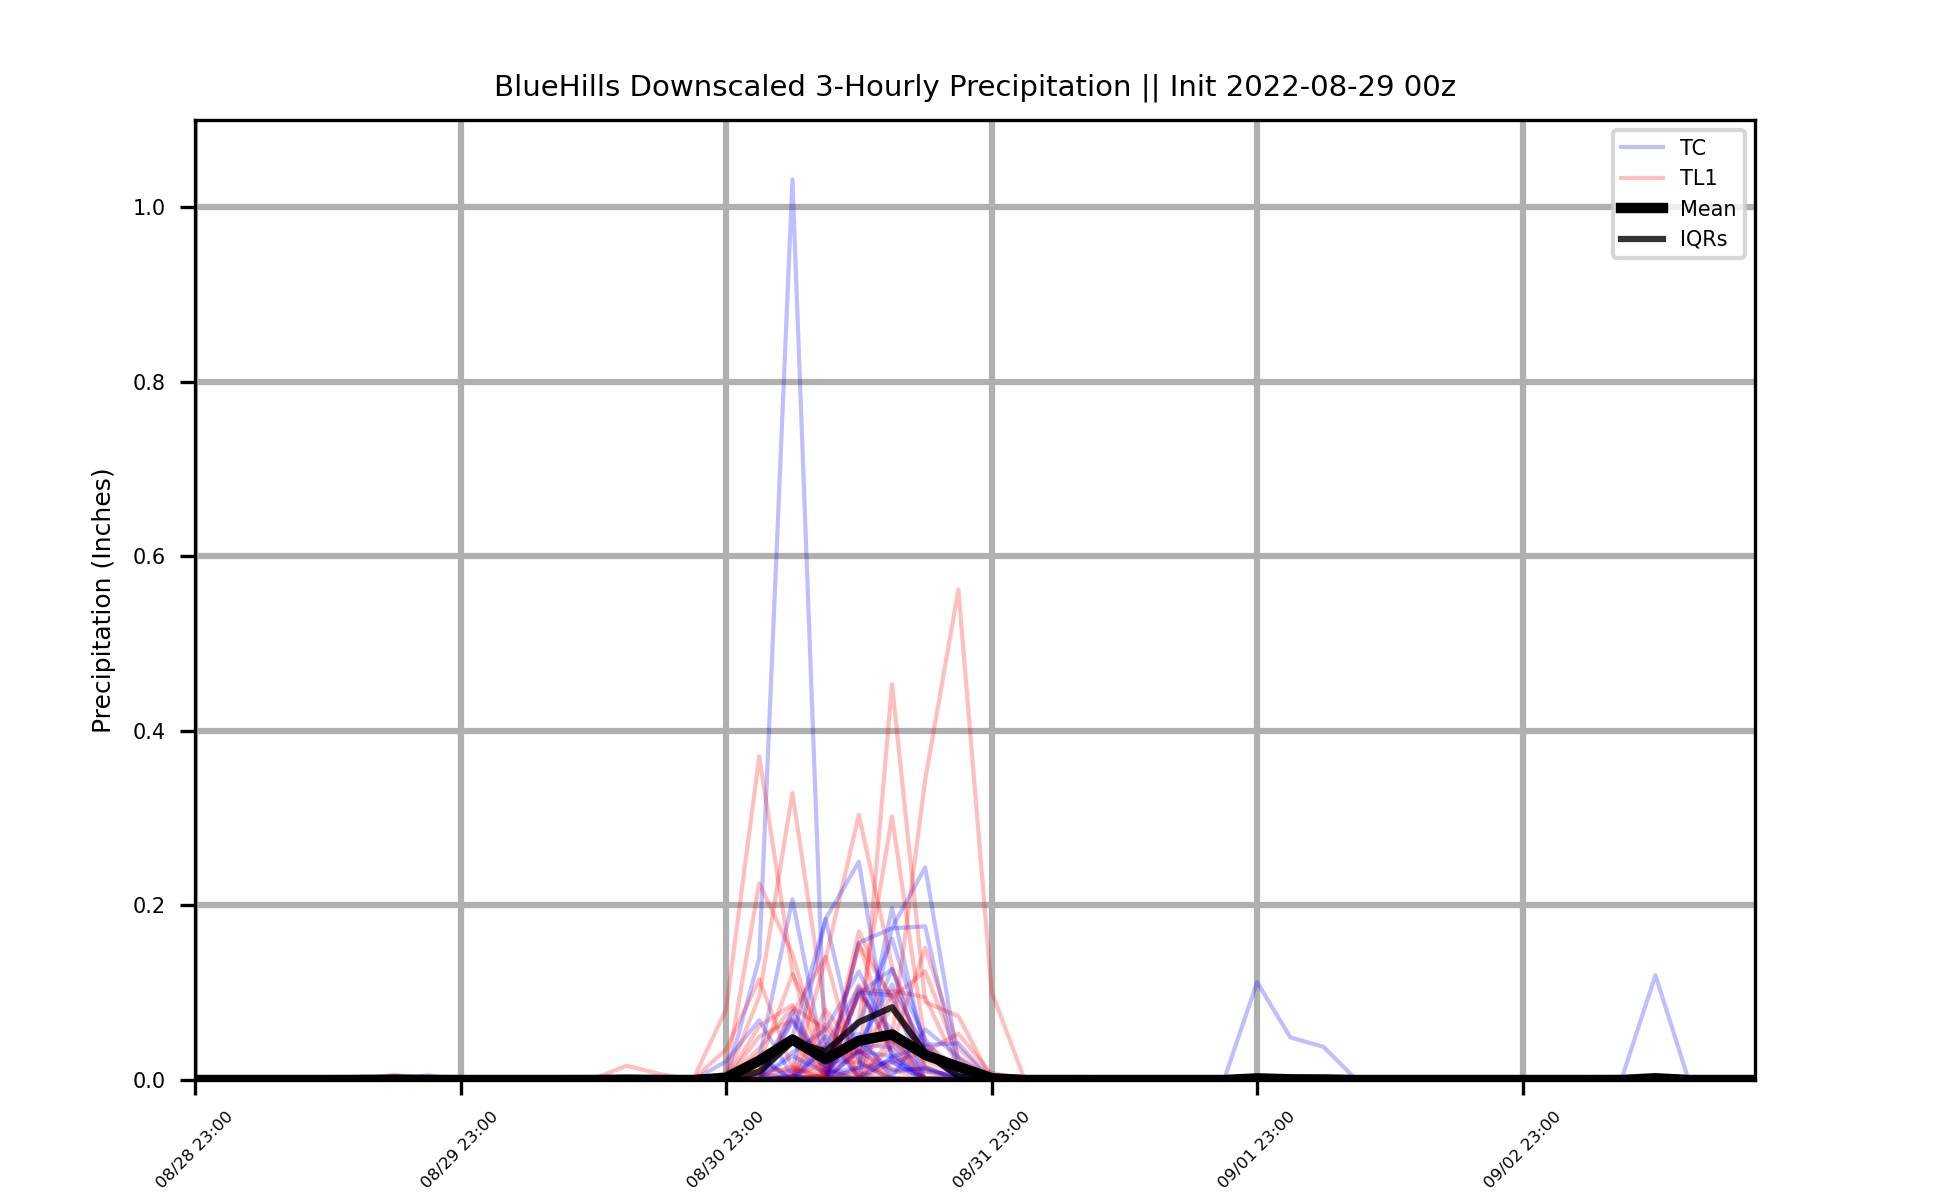 BlueHills Downscaled 3-Hourly Precipitation || Init 2022-08-29 00z
TC
TL1
Mean
IQRs
Precipitation (Inches)
1.0
0.8
0.6
0.4
0.2
0.0
08/28 23:00
08/29 23:00
08/30 23:00
08/31 23:00
09/01 23:00
09/02 23:00